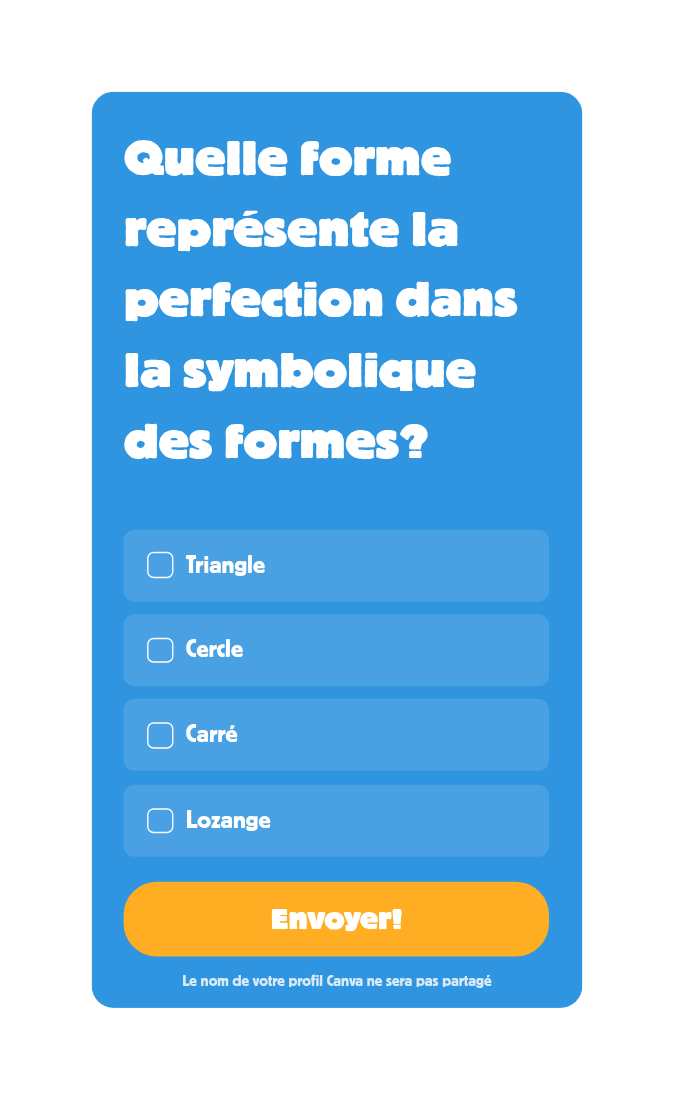 Quelle forme
représente la
perfection dans
la symbolique
des formes?
Triangle
Cercle
Carré
Lozange
Envoyer!
Le nom de votre profil Canva ne sera pas partagé